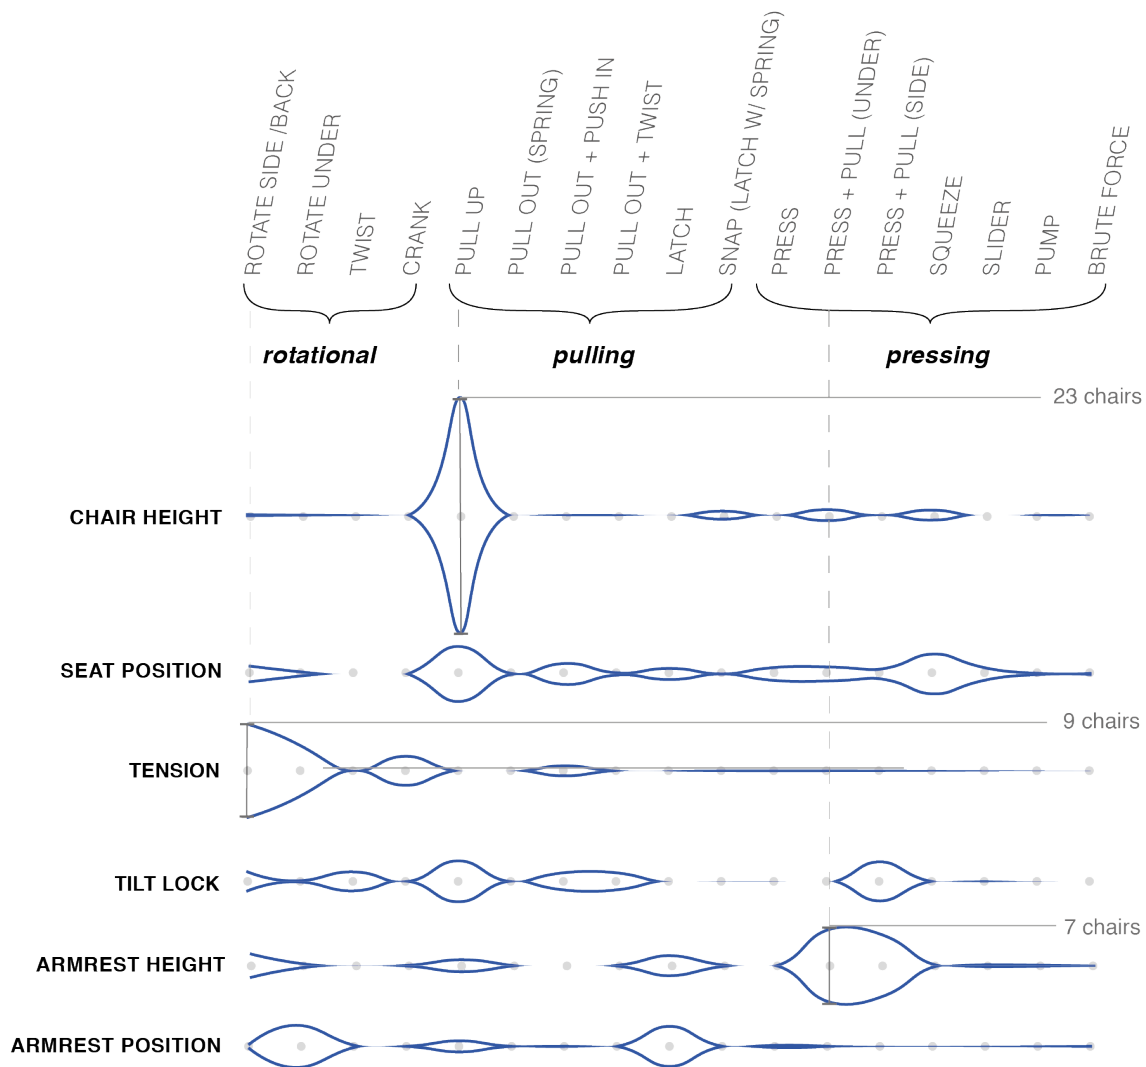 ROTATE SIDE /BACK
ROTATE UNDER
TWIST
CRANK
PULL UP
PULL OUT (SPRING)
PULL OUT + PUSH IN
PULL OUT + TWIST
LATCH
SNAP (LATCH W/ SPRING)
PRESS
PRESS + PULL (UNDER)
PRESS + PULL (SIDE)
SQUEEZE
SLIDER
PUMP
BRUTE FORCE
rotational
pulling
pressing
23 chairs
CHAIR HEIGHT
SEAT POSITION
9 chairs
TENSION
TILT LOCK
7 chairs
ARMREST HEIGHT
ARMREST POSITION